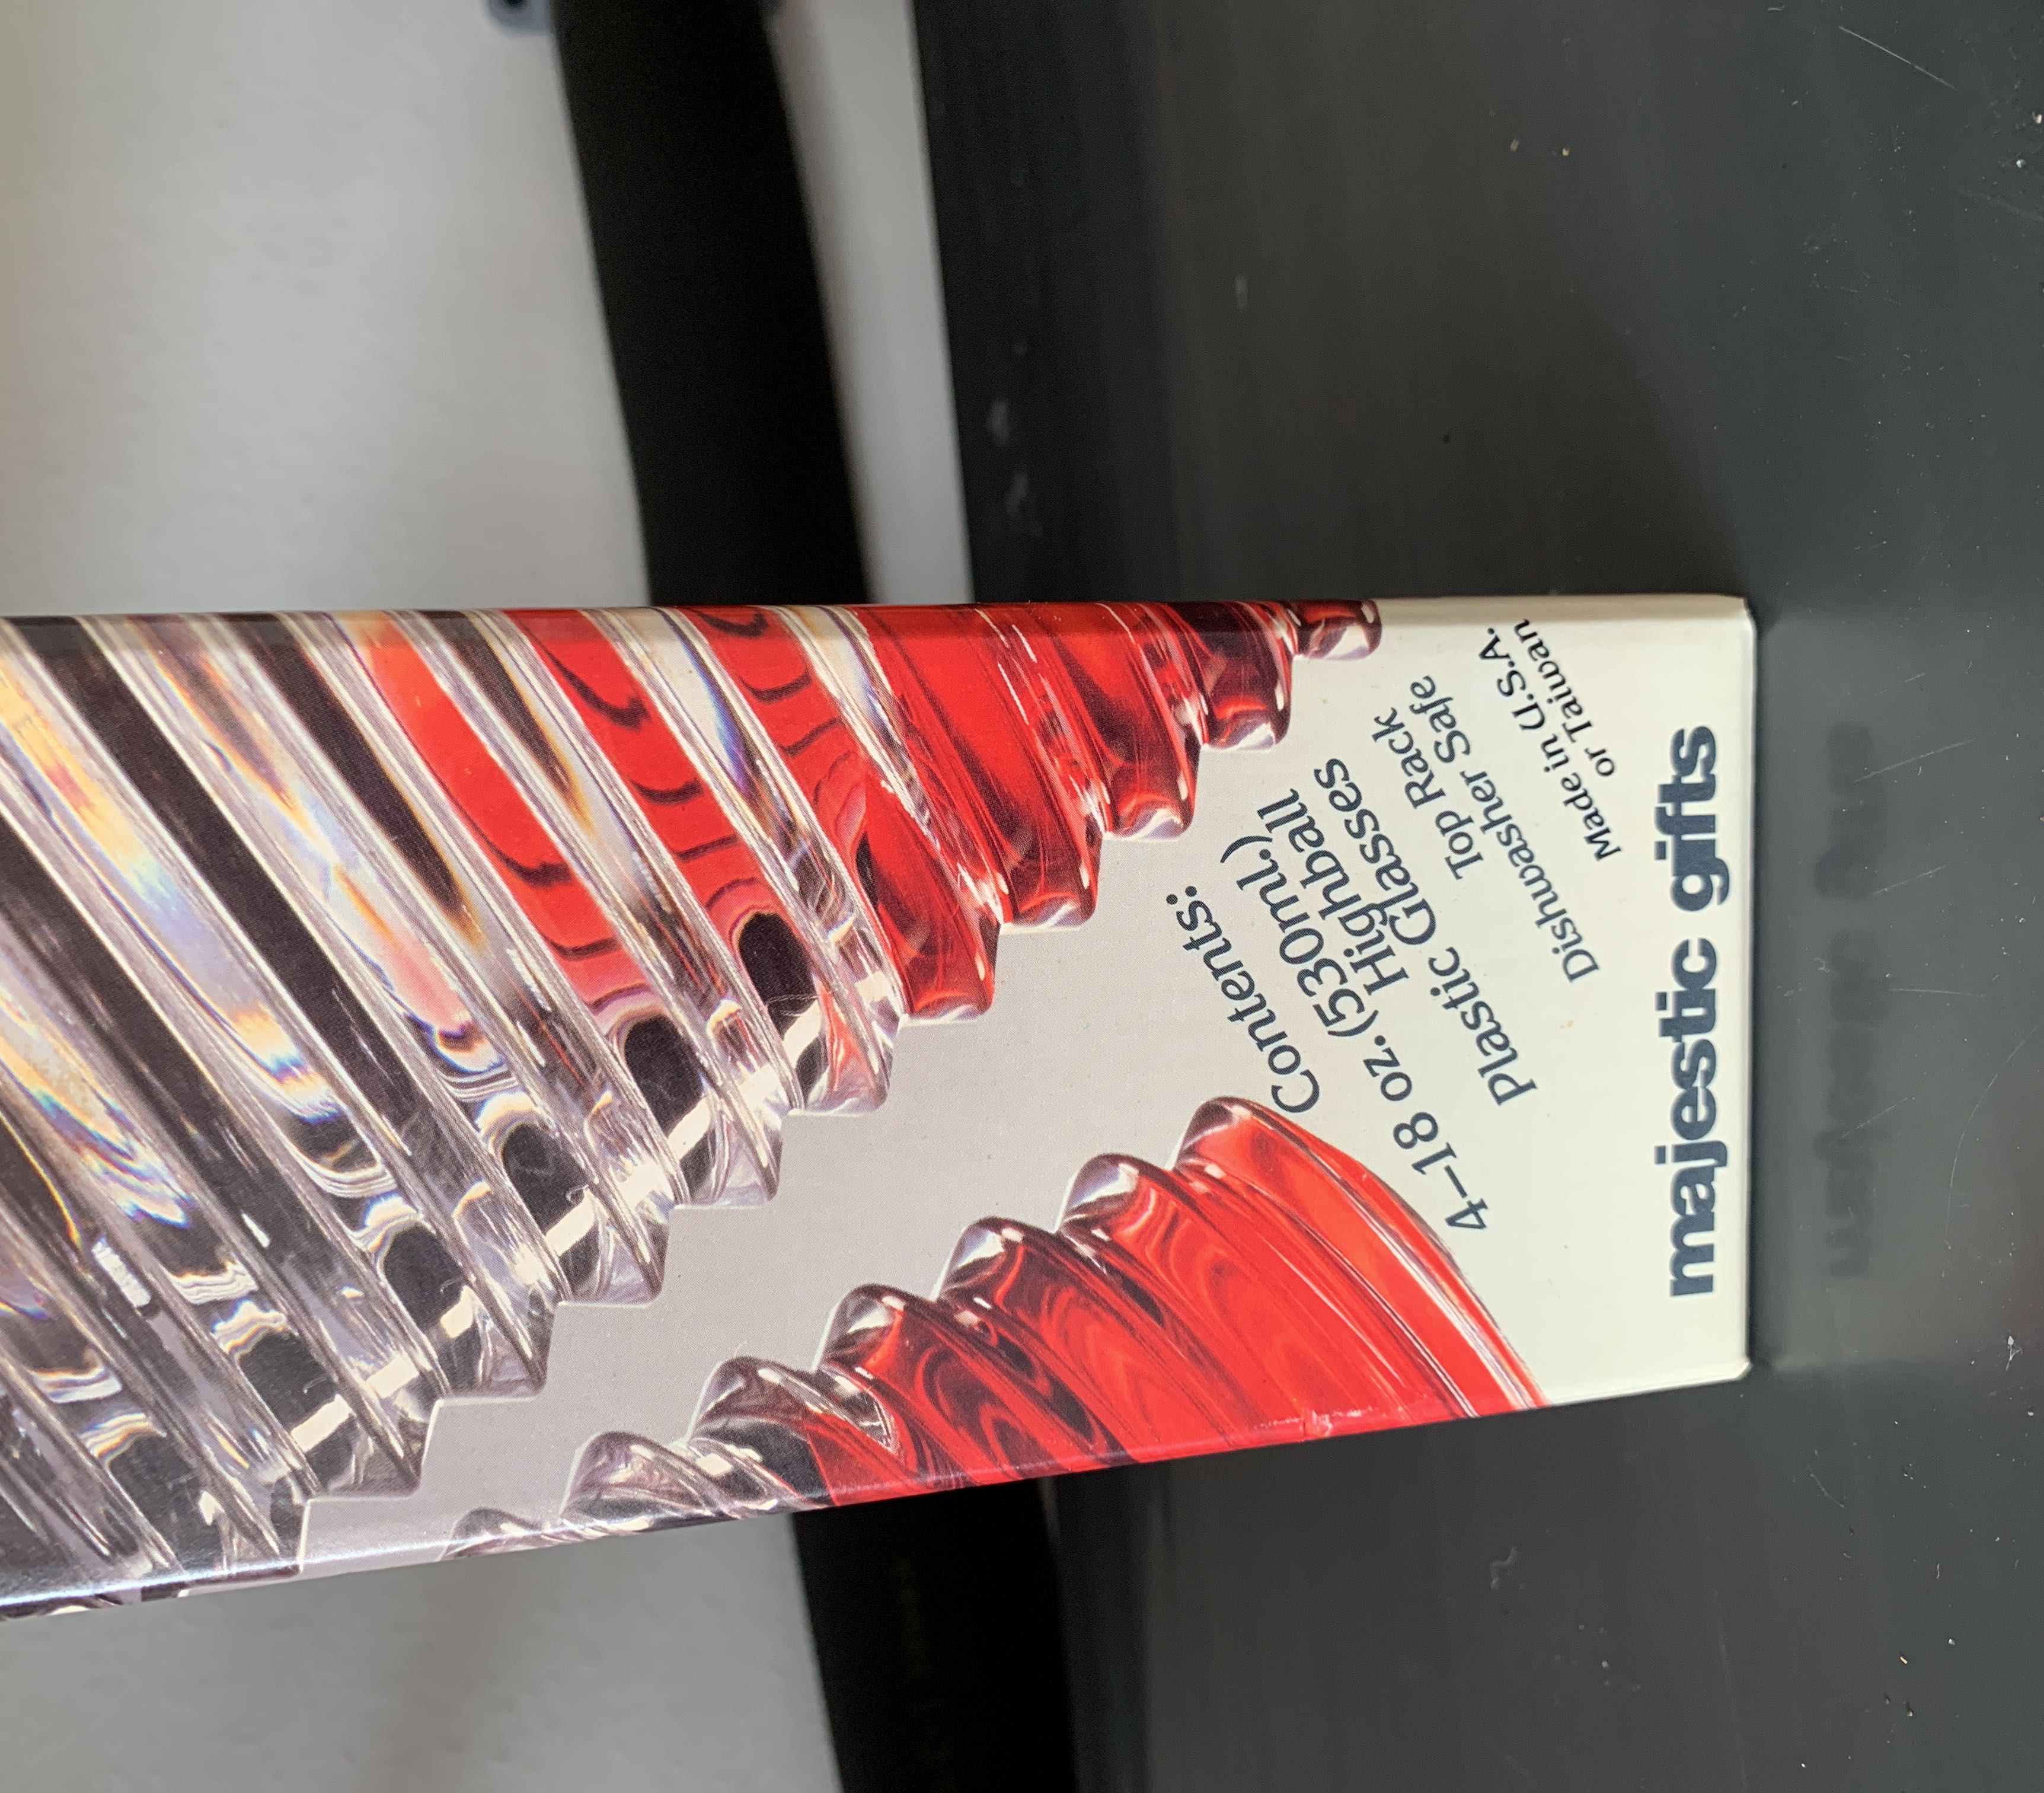 Contents:
4–18 oz.(530ml.)
Highball
Plastic Glasses
Top Rack
Dishwasher Safe
Made in U.S.A.
or Taiwan
majestic gifts